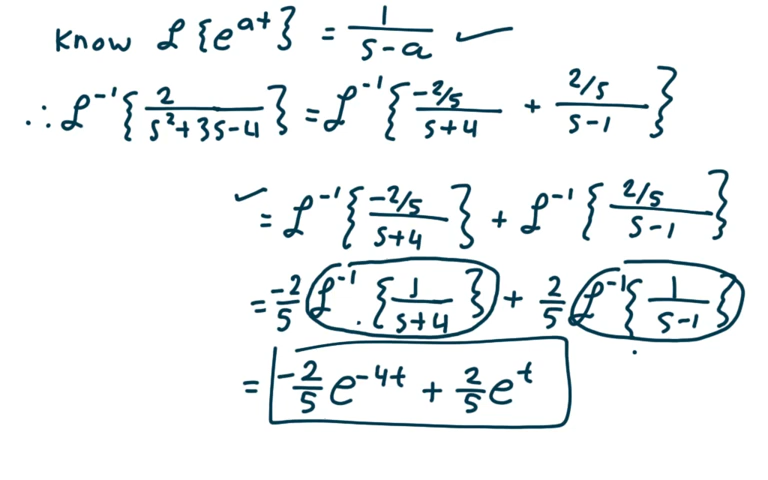 Know ℒ{e^{at}} = 1/(s-a) ✓
∴ ℒ⁻¹{2/(s²+3s-4)} = ℒ⁻¹{(-2/5)/(s+4) + (2/5)/(s-1)}
✓ = ℒ⁻¹{(-2/5)/(s+4)} + ℒ⁻¹{(2/5)/(s-1)}
= -2/5 ℒ⁻¹{1/(s+4)} + 2/5 ℒ⁻¹{1/(s-1)}
= -2/5 e^{-4t} + 2/5 e^{t}